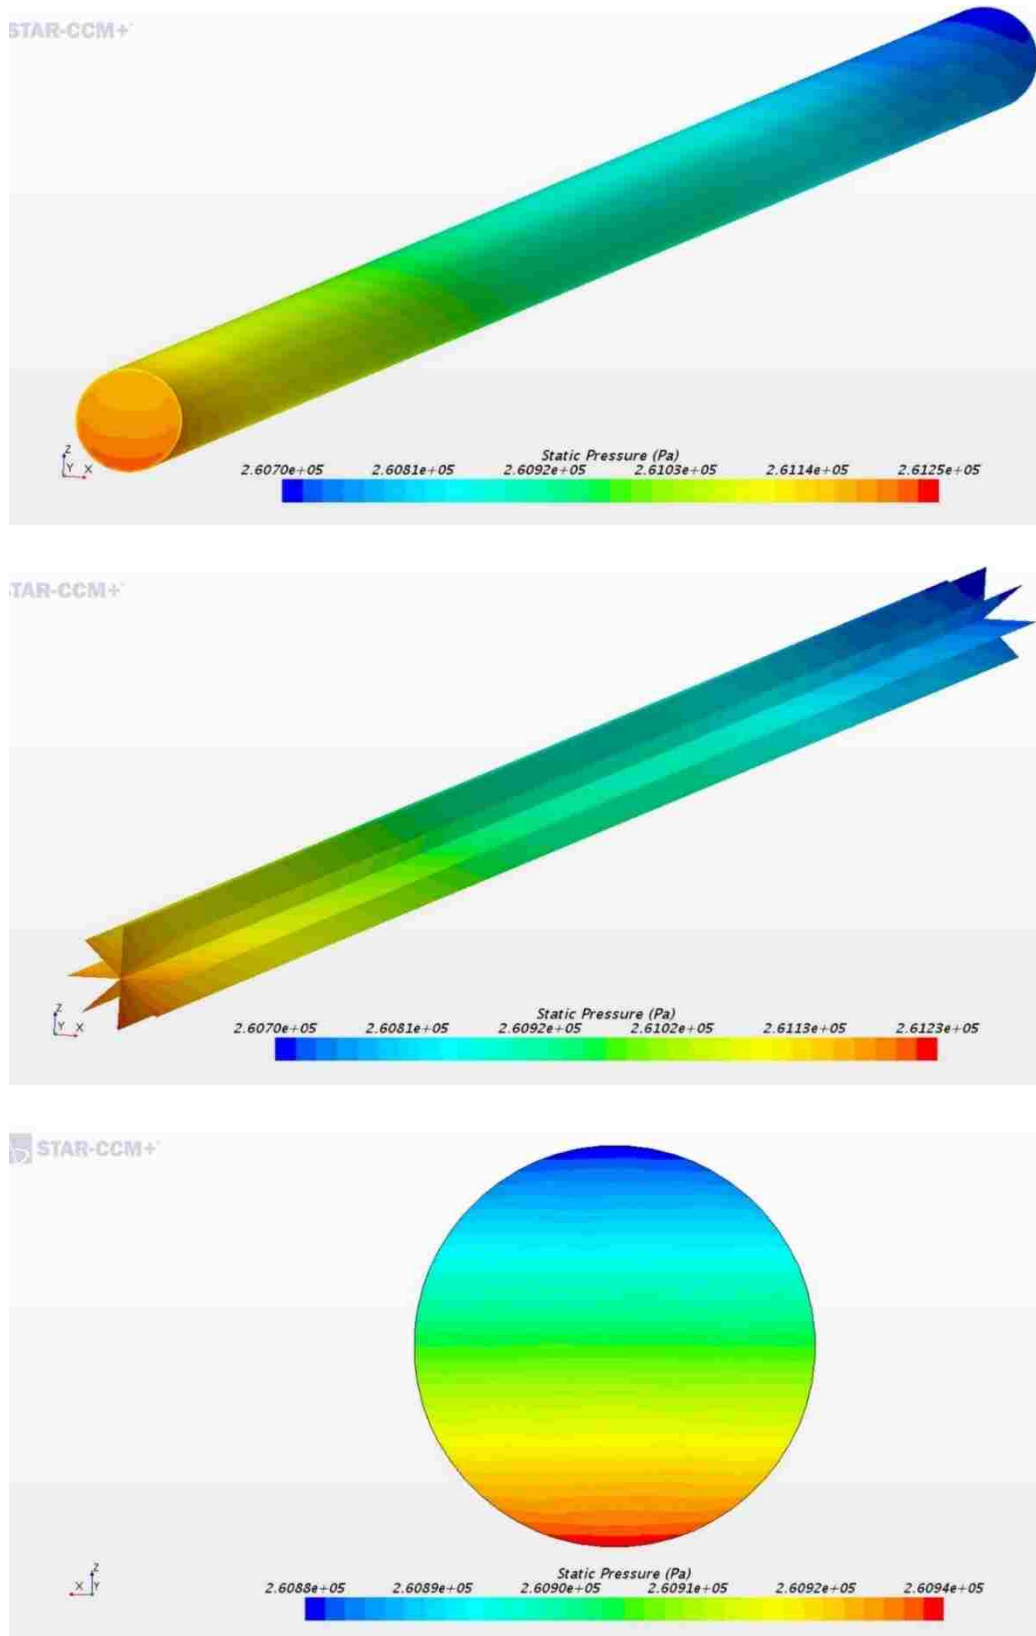 STAR-CCM+
Z
Y X
Static Pressure (Pa)
2.6070e+05 2.6081e+05 2.6092e+05 2.6103e+05 2.6114e+05 2.6125e+05
TAR-CCM+
Z
Y X
Static Pressure (Pa)
2.6070e+05 2.6081e+05 2.6092e+05 2.6102e+05 2.6113e+05 2.6123e+05
STAR-CCM+
Z
X Y
Static Pressure (Pa)
2.6088e+05 2.6089e+05 2.6090e+05 2.6091e+05 2.6092e+05 2.6094e+05